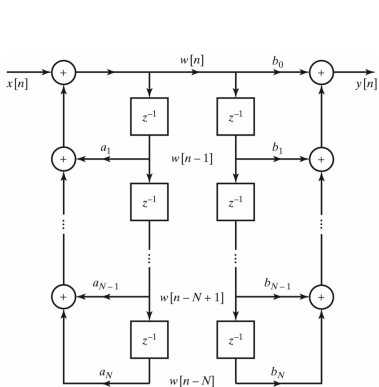 w[n] b₀
+ +
x[n] y[n]
z⁻¹ z⁻¹
a₁ w[n – 1] b₁
+ +
z⁻¹ z⁻¹
⋮ ⋮ ⋮ ⋮
a_{N – 1} w[n – N + 1] b_{N – 1}
+ +
z⁻¹ z⁻¹
a_N w[n – N] b_N